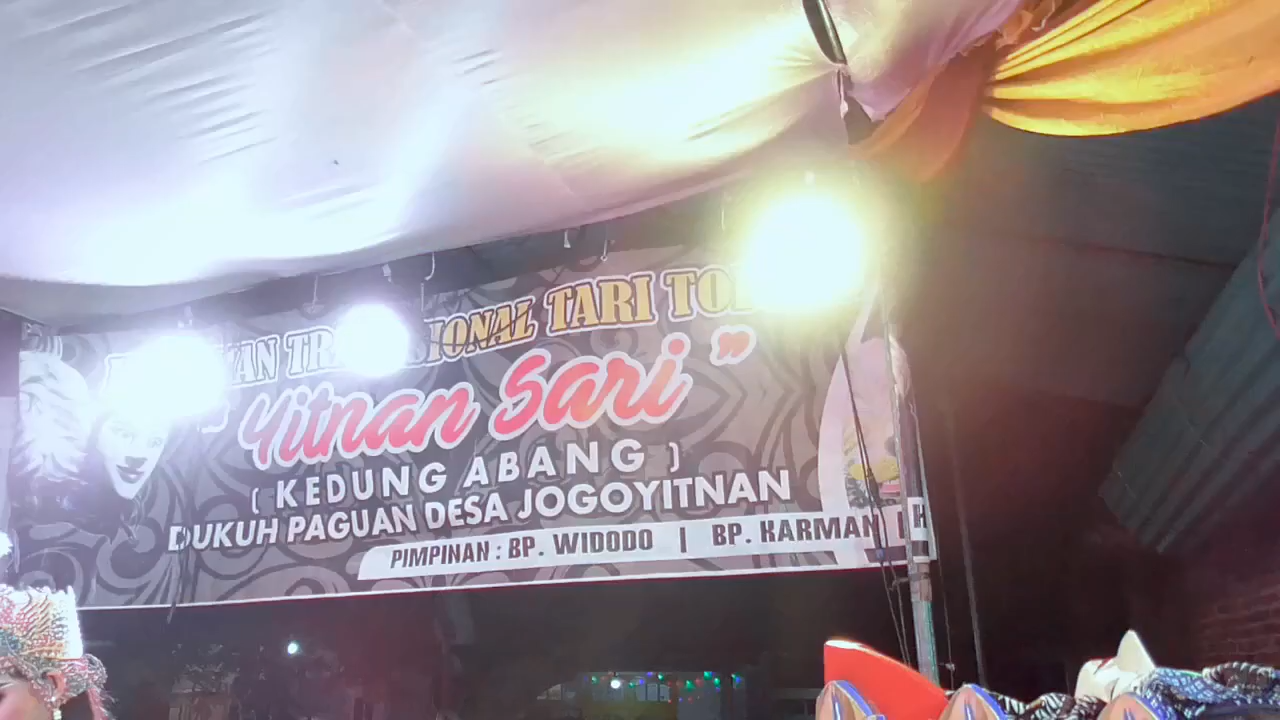 TARI
" Yitnan Sari "
( KEDUNG ABANG )
DUKUH PAGUAN DESA JOGOYITNAN
PIMPINAN : BP. WIDODO | BP. KARMAN